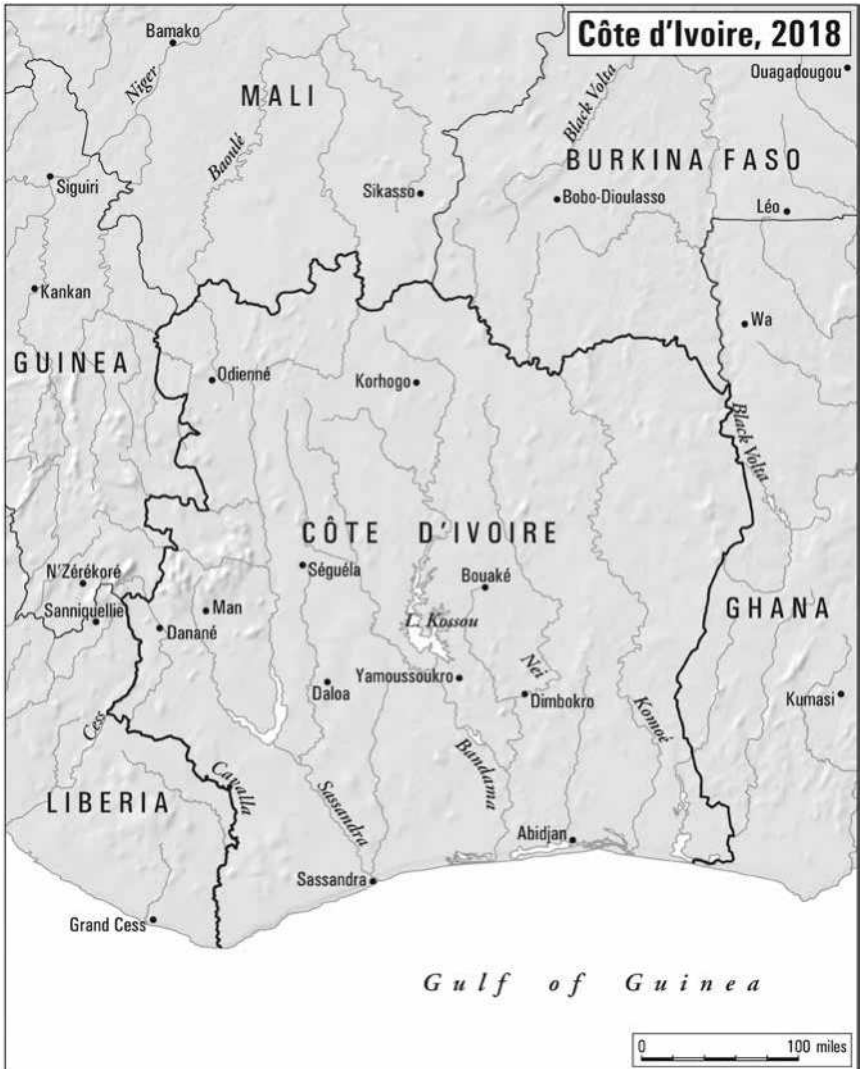 Côte d'Ivoire, 2018
Bamako
Ouagadougou
Niger
MALI
Black Volta
Baoulé
BURKINA FASO
Siguiri
Sikasso
Bobo-Dioulasso
Léo
Kankan
Wa
GUINEA
Odienné
Korhogo
Black Volta
CÔTE D'IVOIRE
Séguéla
N'Zérékoré
Bouaké
Sanniquellie
Man
L. Kossou
GHANA
Danané
Yamoussoukro
Nei
Daloa
Dimbokro
Kumasi
Cess
Komoé
Cavalla
Bandama
LIBERIA
Sassandra
Abidjan
Sassandra
Grand Cess
Gulf of Guinea
0 100 miles